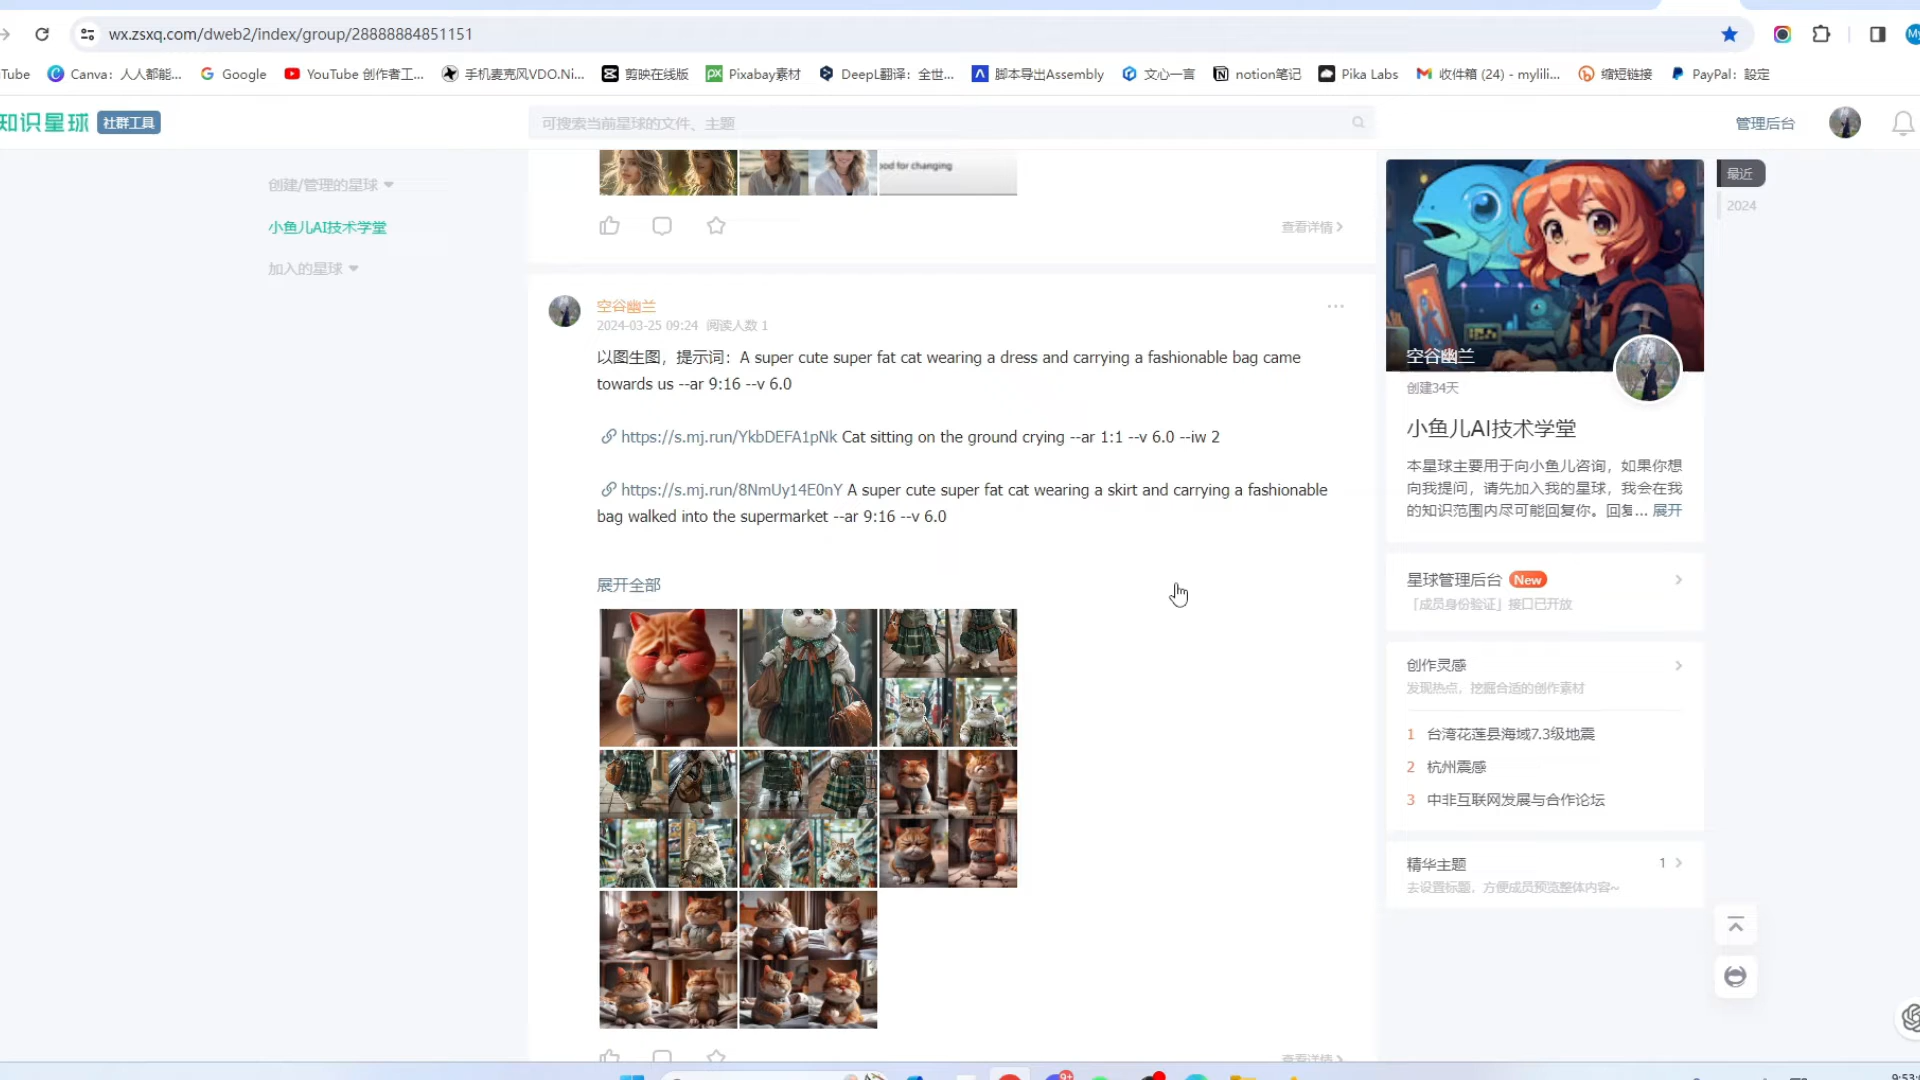 wx.zsxq.com/dweb2/index/group/28888884851151
Tube
Canva：人人都能...
Google
YouTube 创作者工...
手机麦克风VDO.Ni...
剪映在线版
Pixabay素材
DeepL翻译：全世...
脚本导出Assembly
文心一言
notion笔记
Pika Labs
收件箱 (24) - mylili...
缩短链接
PayPal：設定
知识星球 社群工具
可搜索当前星球的文件、主题
管理后台
创建/管理的星球
小鱼儿AI技术学堂
加入的星球
ood for changing
查看详情
空谷幽兰
2024-03-25 09:24 阅读人数 1
以图生图，提示词：A super cute super fat cat wearing a dress and carrying a fashionable bag came
towards us --ar 9:16 --v 6.0
https://s.mj.run/YkbDEFA1pNk Cat sitting on the ground crying --ar 1:1 --v 6.0 --iw 2
https://s.mj.run/8NmUy14E0nY A super cute super fat cat wearing a skirt and carrying a fashionable
bag walked into the supermarket --ar 9:16 --v 6.0
展开全部
查看详情
空谷幽兰
创建34天
小鱼儿AI技术学堂
本星球主要用于向小鱼儿咨询，如果你想
向我提问，请先加入我的星球，我会在我
的知识范围内尽可能回复你。回复... 展开
星球管理后台 New
「成员身份验证」接口已开放
创作灵感
发现热点，挖掘合适的创作素材
1 台湾花莲县海域7.3级地震
2 杭州震感
3 中非互联网发展与合作论坛
精华主题 1
去设置标题，方便成员预览整体内容~
最近
2024